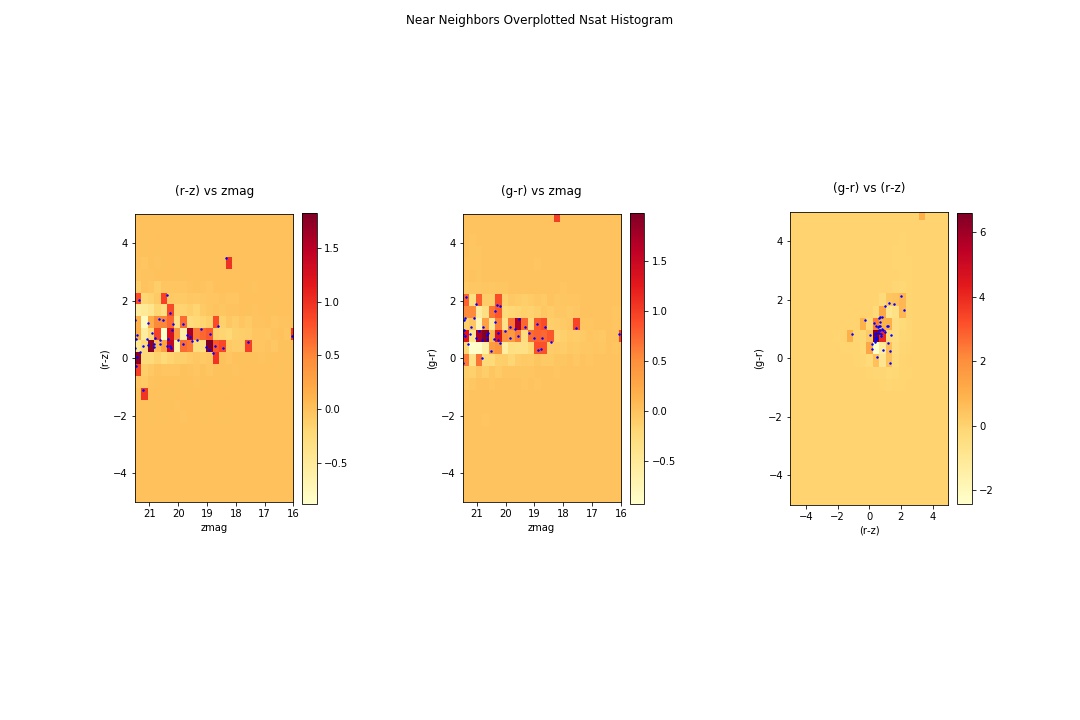 Near Neighbors Overplotted Nsat Histogram
(r-z) vs zmag
(r-z)
4
2
0
−2
−4
21 20 19 18 17 16
zmag
1.5
1.0
0.5
0.0
−0.5
(g-r) vs zmag
(g-r)
4
2
0
−2
−4
21 20 19 18 17 16
zmag
1.5
1.0
0.5
0.0
−0.5
(g-r) vs (r-z)
(g-r)
4
2
0
−2
−4
−4 −2 0 2 4
(r-z)
6
4
2
0
−2